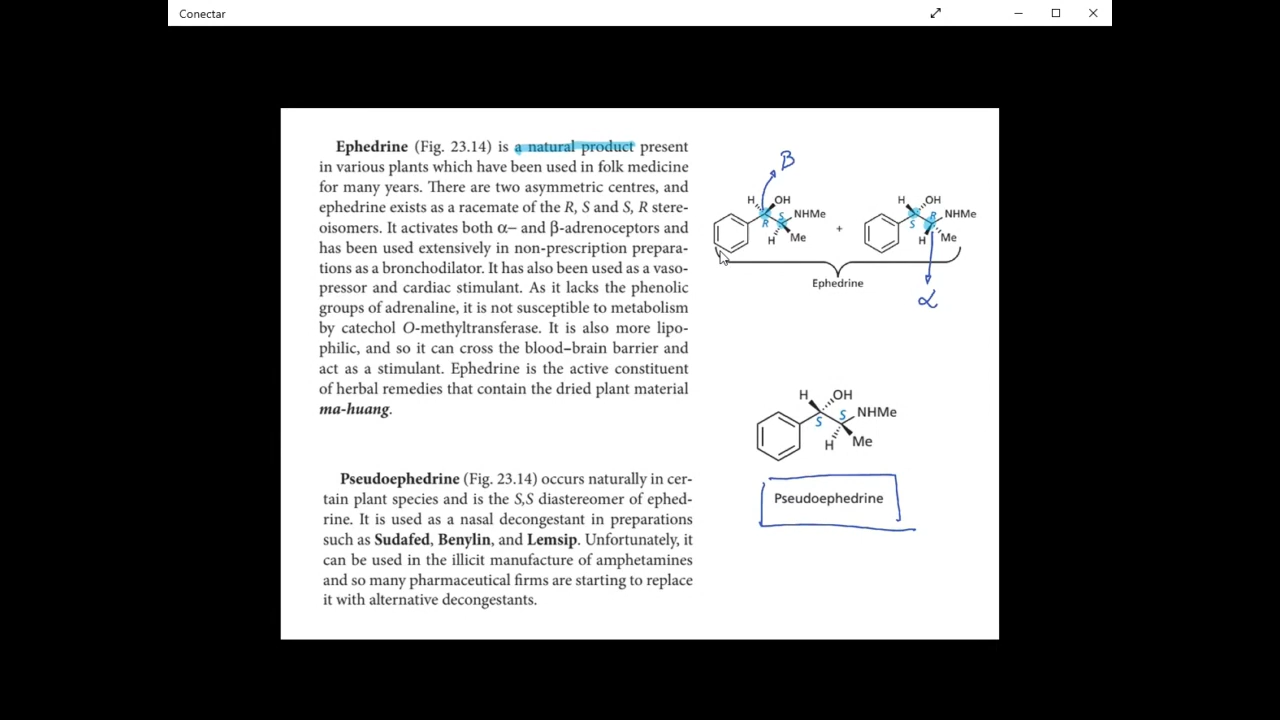 Conectar
Ephedrine (Fig. 23.14) is a natural product present
in various plants which have been used in folk medicine
for many years. There are two asymmetric centres, and
ephedrine exists as a racemate of the R, S and S, R stere-
oisomers. It activates both α– and β-adrenoceptors and
has been used extensively in non-prescription prepara-
tions as a bronchodilator. It has also been used as a vaso-
pressor and cardiac stimulant. As it lacks the phenolic
groups of adrenaline, it is not susceptible to metabolism
by catechol O-methyltransferase. It is also more lipo-
philic, and so it can cross the blood–brain barrier and
act as a stimulant. Ephedrine is the active constituent
of herbal remedies that contain the dried plant material
ma-huang.
B
H OH
S NHMe
R
H Me
+
H OH
R NHMe
S
H Me
Ephedrine
α
Pseudoephedrine (Fig. 23.14) occurs naturally in cer-
tain plant species and is the S,S diastereomer of ephed-
rine. It is used as a nasal decongestant in preparations
such as Sudafed, Benylin, and Lemsip. Unfortunately, it
can be used in the illicit manufacture of amphetamines
and so many pharmaceutical firms are starting to replace
it with alternative decongestants.
H OH
S NHMe
S
H Me
Pseudoephedrine